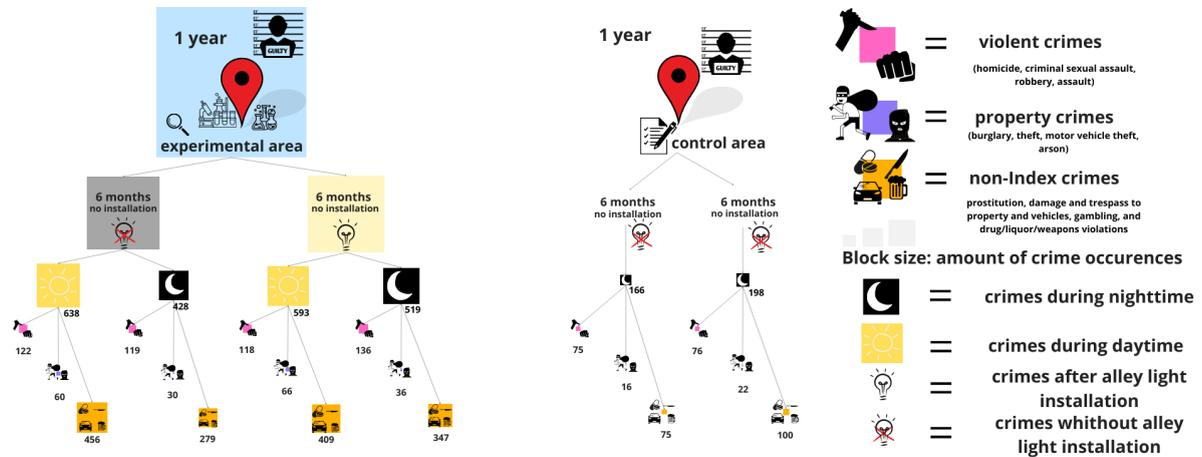 1 year
GUILTY
experimental area
6 months
no installation
6 months
no installation
638
428
593
519
122
119
118
136
60
30
66
36
456
279
409
347
1 year
GUILTY
control area
6 months
no installation
6 months
no installation
166
198
75
76
16
22
75
100
= violent crimes
(homicide, criminal sexual assault,
robbery, assault)
= property crimes
(burglary, theft, motor vehicle theft,
arson)
= non-Index crimes
prostitution, damage and trespass to
property and vehicles, gambling, and
drug/liquor/weapons violations
Block size: amount of crime occurences
= crimes during nighttime
= crimes during daytime
= crimes after alley light
installation
= crimes whithout alley
light installation